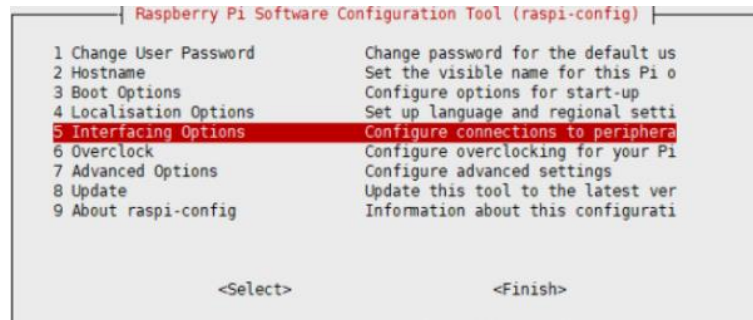 Raspberry Pi Software Configuration Tool (raspi-config)
1 Change User Password Change password for the default us
2 Hostname Set the visible name for this Pi o
3 Boot Options Configure options for start-up
4 Localisation Options Set up language and regional setti
5 Interfacing Options Configure connections to periphera
6 Overclock Configure overclocking for your Pi
7 Advanced Options Configure advanced settings
8 Update Update this tool to the latest ver
9 About raspi-config Information about this configurati
<Select> <Finish>